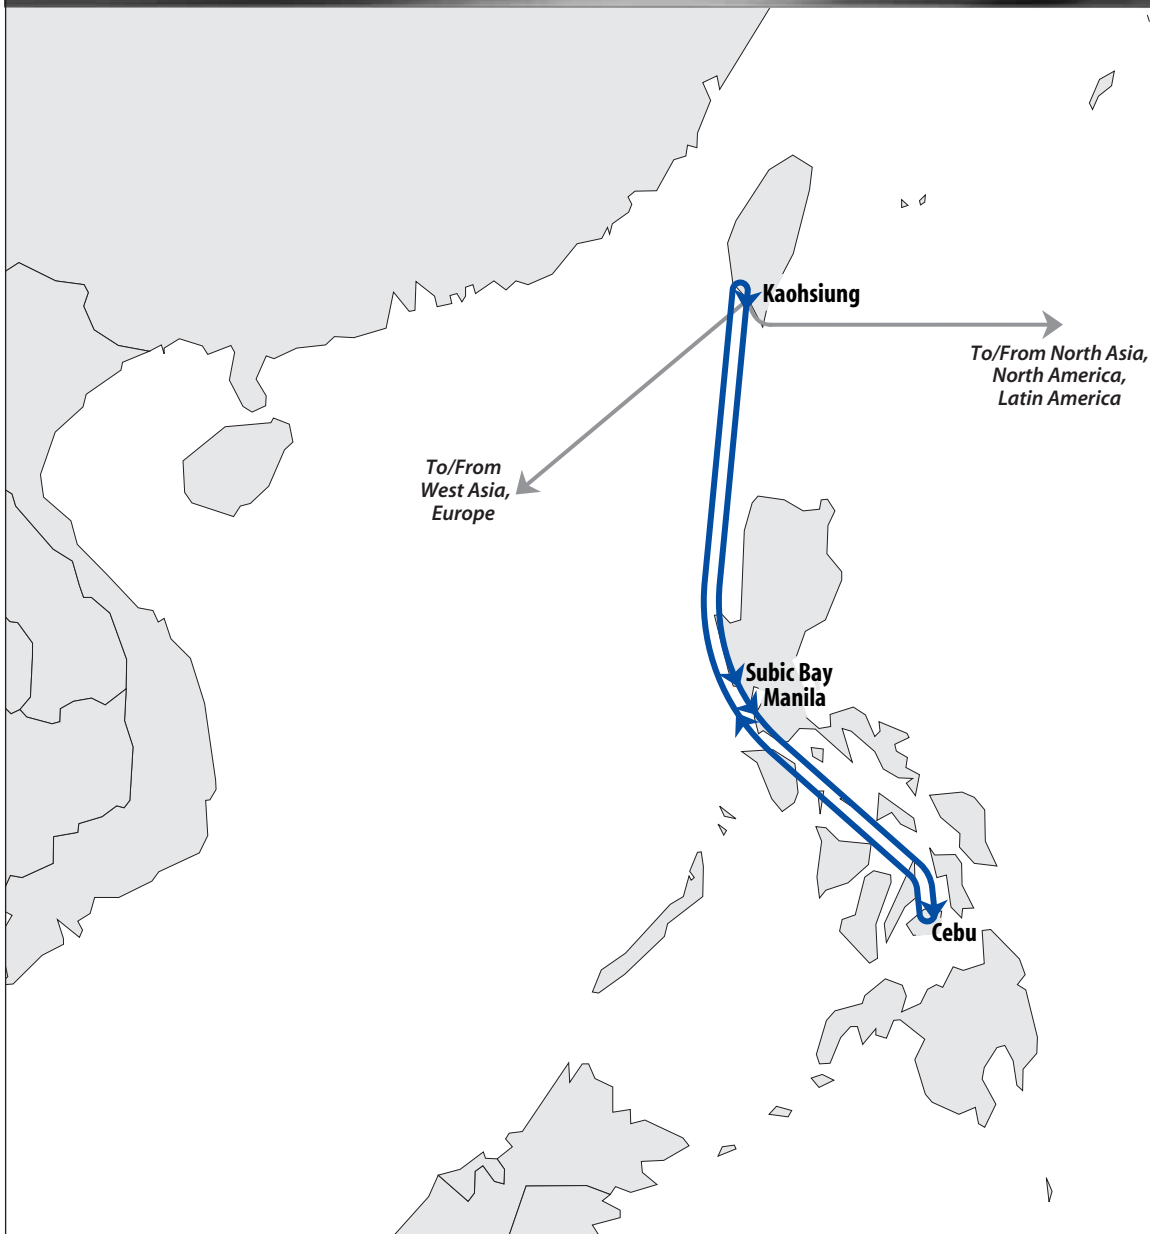 Kaohsiung
To/From North Asia,
North America,
Latin America
To/From
West Asia,
Europe
Subic Bay
Manila
Cebu